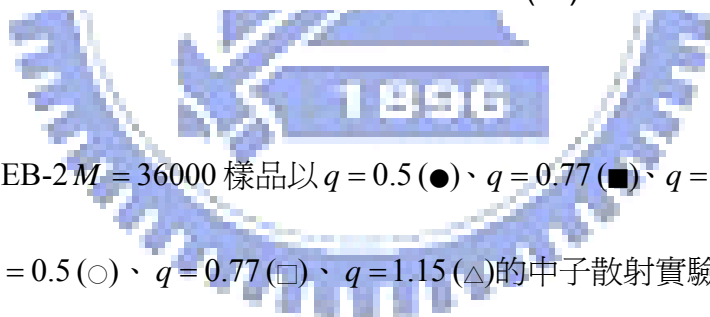 1896
EB-2 M = 36000 樣品以 q = 0.5 (●)、q = 0.77 (■)、q =
= 0.5 (○)、q = 0.77 (□)、q = 1.15 (△)的中子散射實驗